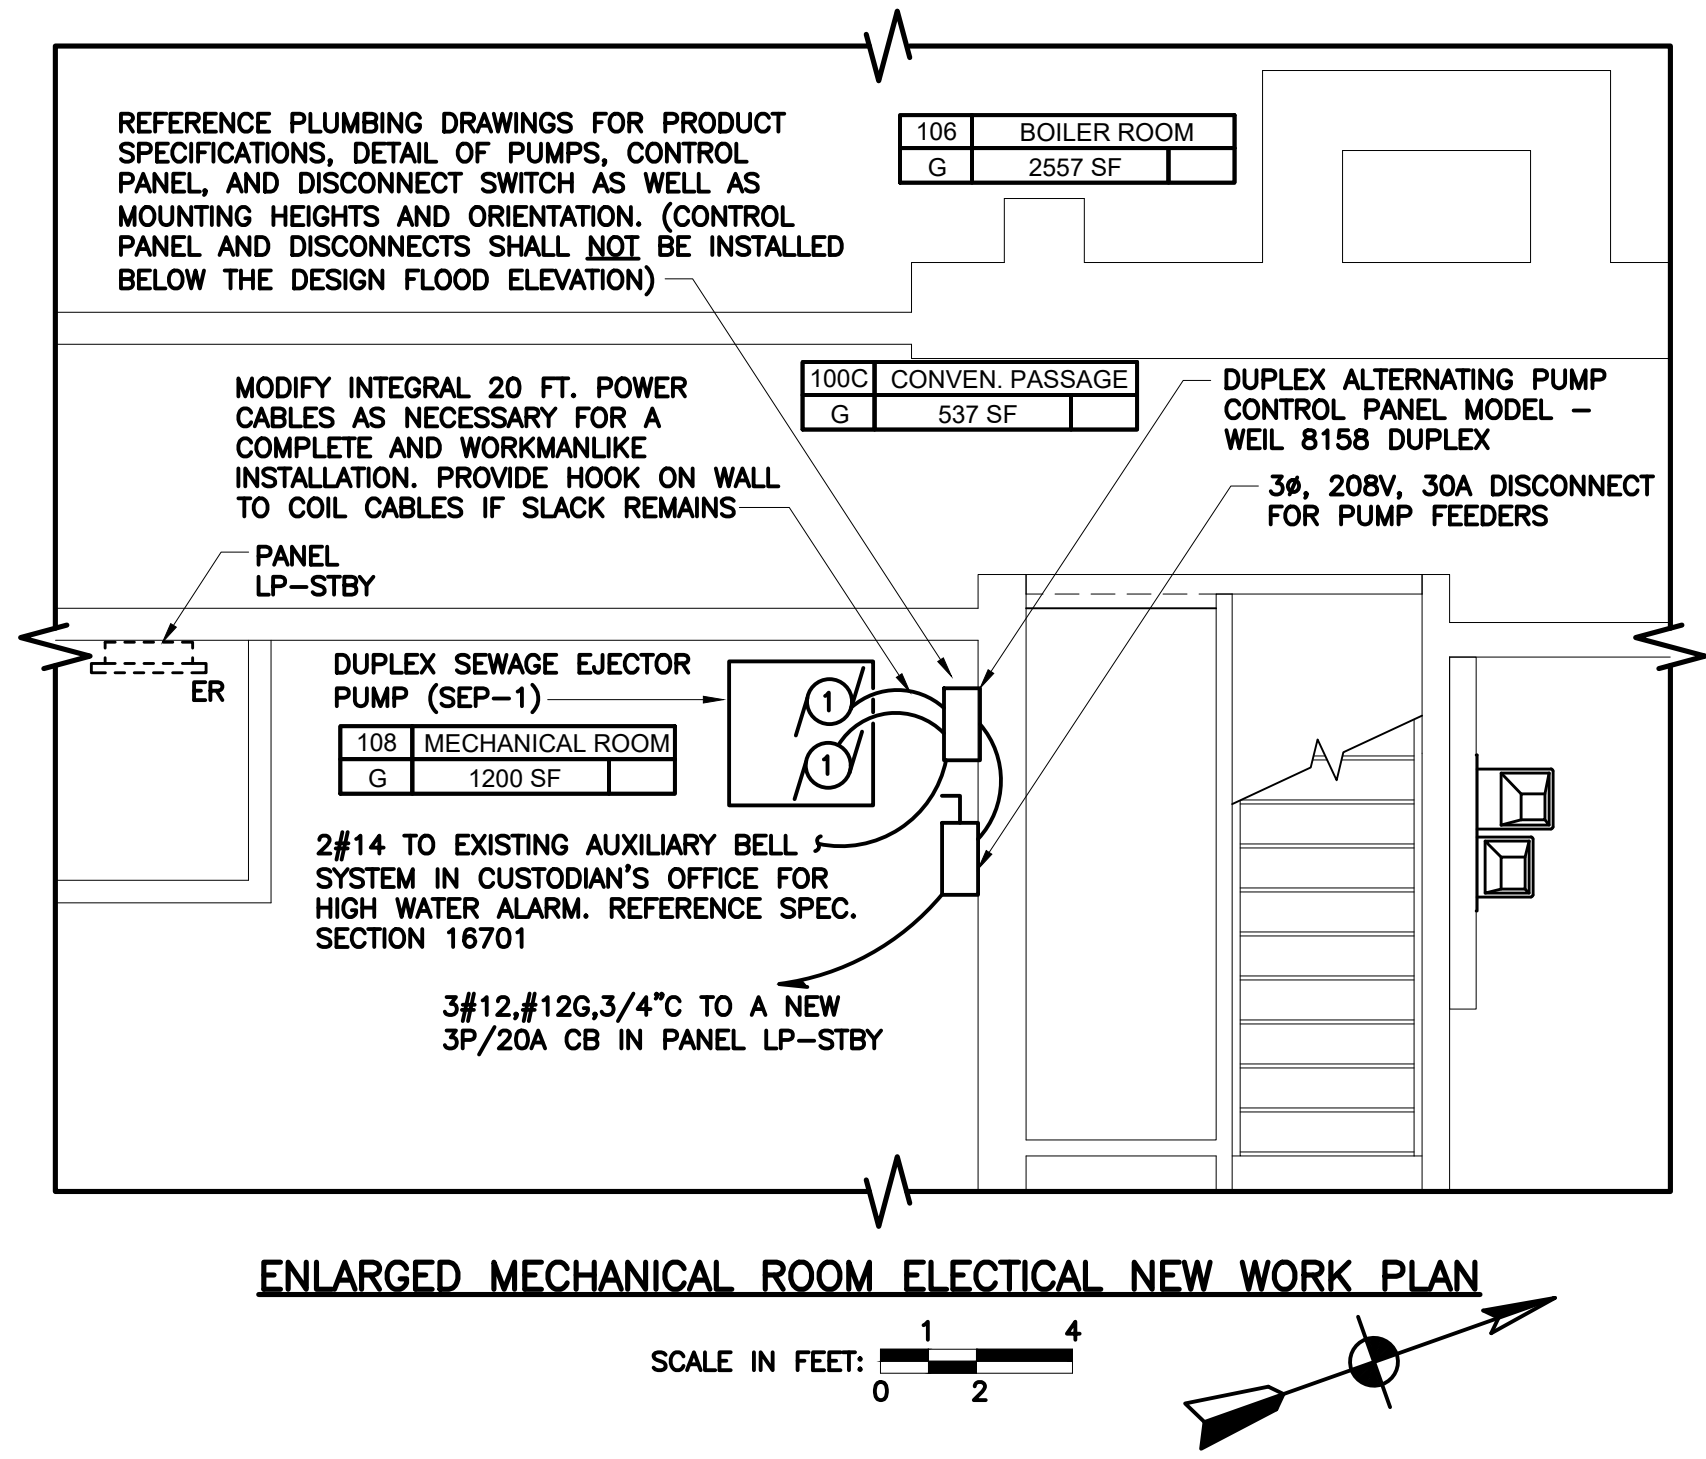 REFERENCE PLUMBING DRAWINGS FOR PRODUCT
SPECIFICATIONS, DETAIL OF PUMPS, CONTROL
PANEL, AND DISCONNECT SWITCH AS WELL AS
MOUNTING HEIGHTS AND ORIENTATION. (CONTROL
PANEL AND DISCONNECTS SHALL NOT BE INSTALLED
BELOW THE DESIGN FLOOD ELEVATION)
106 BOILER ROOM
G 2557 SF
100C CONVEN. PASSAGE
G 537 SF
MODIFY INTEGRAL 20 FT. POWER
CABLES AS NECESSARY FOR A
COMPLETE AND WORKMANLIKE
INSTALLATION. PROVIDE HOOK ON WALL
TO COIL CABLES IF SLACK REMAINS
DUPLEX ALTERNATING PUMP
CONTROL PANEL MODEL –
WEIL 8158 DUPLEX
3ø, 208V, 30A DISCONNECT
FOR PUMP FEEDERS
PANEL
LP–STBY
ER
DUPLEX SEWAGE EJECTOR
PUMP (SEP–1)
1
1
108 MECHANICAL ROOM
G 1200 SF
2#14 TO EXISTING AUXILIARY BELL
SYSTEM IN CUSTODIAN'S OFFICE FOR
HIGH WATER ALARM. REFERENCE SPEC.
SECTION 16701
3#12,#12G,3/4"C TO A NEW
3P/20A CB IN PANEL LP–STBY
ENLARGED MECHANICAL ROOM ELECTICAL NEW WORK PLAN
1 4
SCALE IN FEET:
0 2